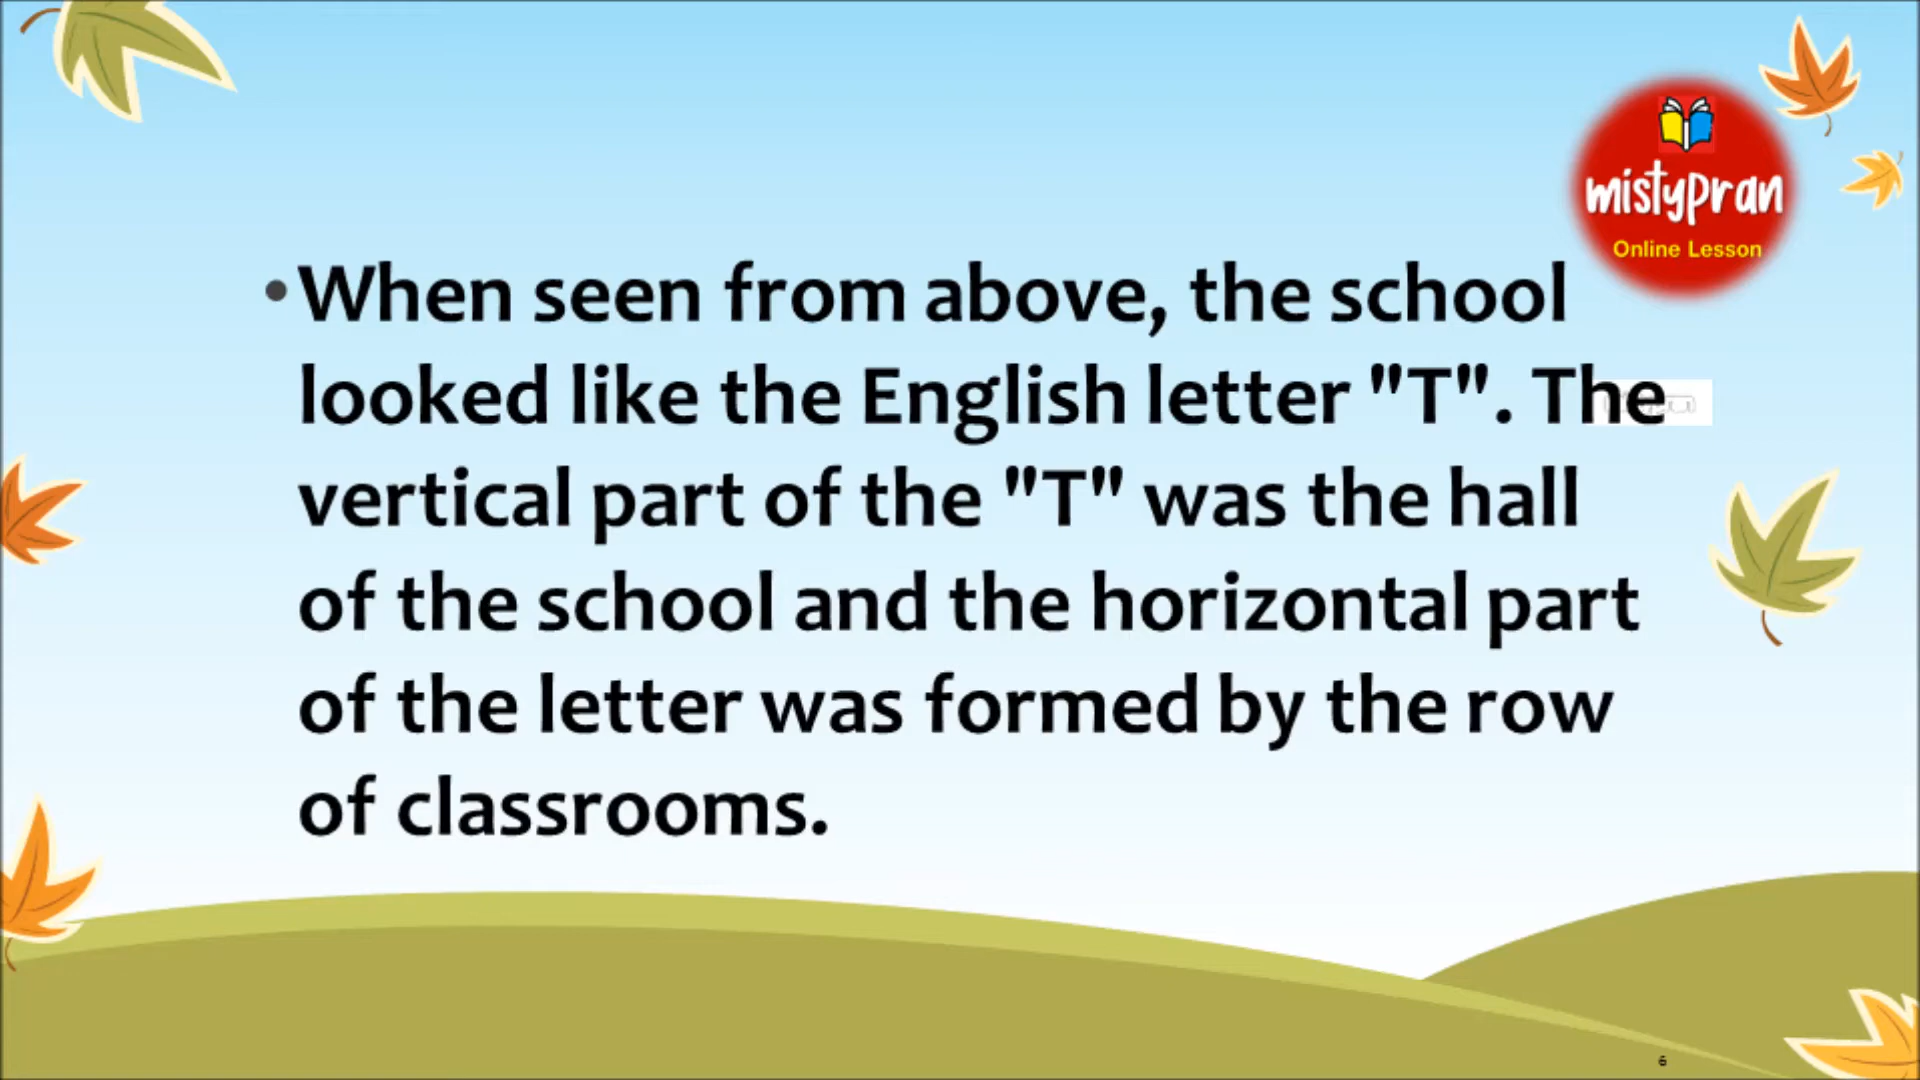 mistypran
Online Lesson
•When seen from above, the school
looked like the English letter "T". The
vertical part of the "T" was the hall
of the school and the horizontal part
of the letter was formed by the row
of classrooms.
6